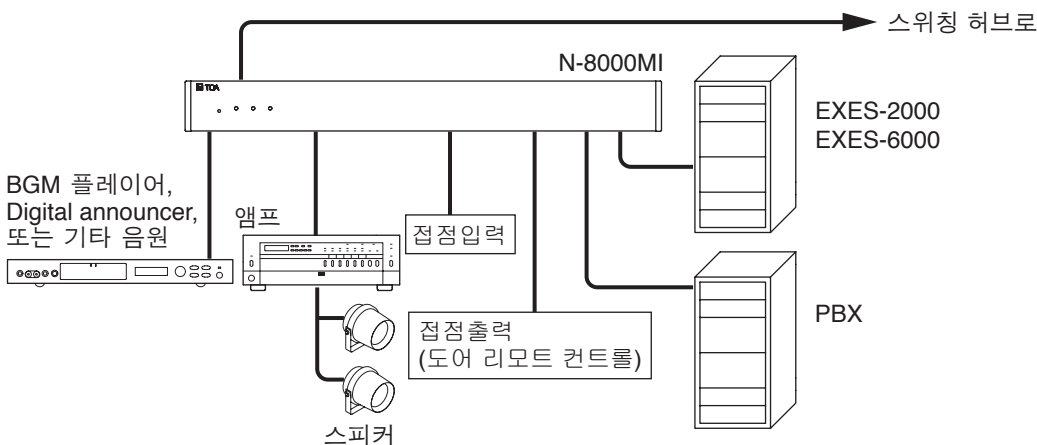 스위칭 허브로
N-8000MI
TOA
EXES-2000
EXES-6000
BGM 플레이어,
Digital announcer,
또는 기타 음원
앰프
접점입력
접점출력
(도어 리모트 컨트롤)
PBX
스피커